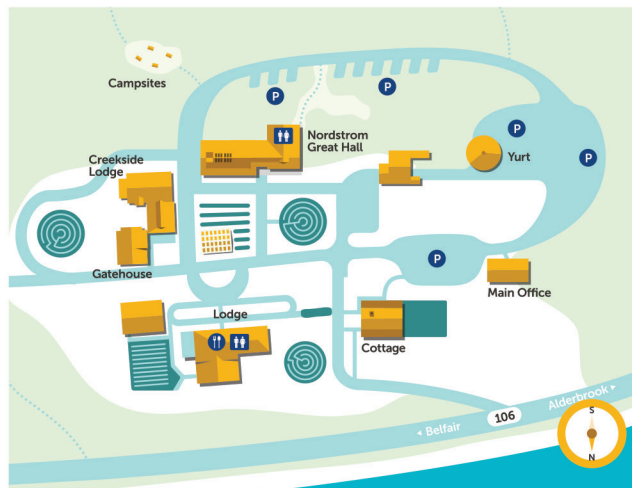 Campsites
P
P
Nordstrom
Great Hall
P
Yurt
P
Creekside
Lodge
Gatehouse
P
Main Office
Lodge
Cottage
Alderbrook ▸
106
◂ Belfair
S
N